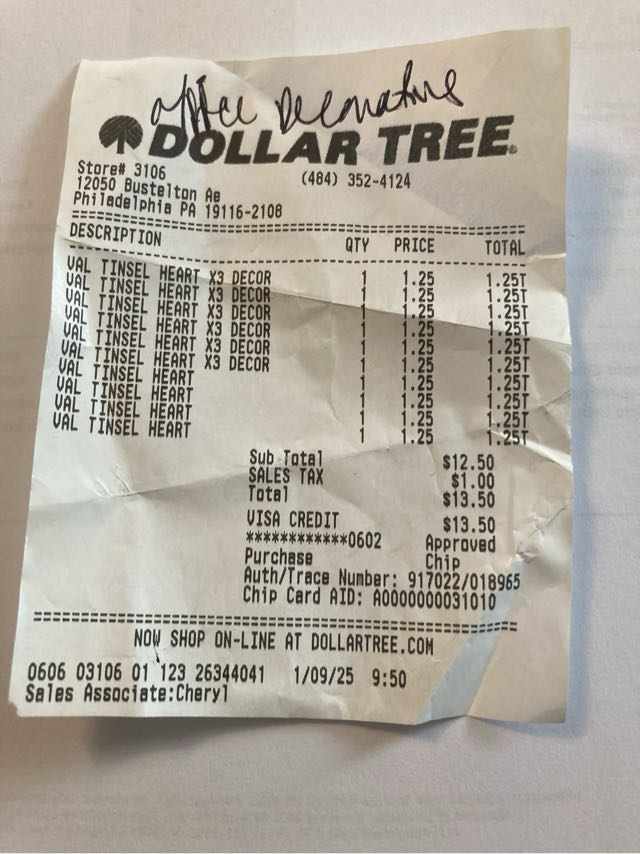 office
DOLLAR TREE
Store# 3106 (484) 352-4124
12050 Bustelton Ae
Philadelphia PA 19116-2108
DESCRIPTION QTY PRICE TOTAL
VAL TINSEL HEART X3 DECOR 1 1.25 1.25T
VAL TINSEL HEART X3 DECOR 1 1.25 1.25T
VAL TINSEL HEART X3 DECOR 1 1.25 1.25T
VAL TINSEL HEART X3 DECOR 1 1.25 1.25T
VAL TINSEL HEART X3 DECOR 1 1.25 1.25T
VAL TINSEL HEART X3 DECOR 1 1.25 1.25T
VAL TINSEL HEART 1 1.25 1.25T
VAL TINSEL HEART 1 1.25 1.25T
VAL TINSEL HEART 1 1.25 1.25T
VAL TINSEL HEART 1 1.25 1.25T
Sub Total $12.50
SALES TAX $1.00
Total $13.50
VISA CREDIT $13.50
************0602 Approved
Purchase Chip
Auth/Trace Number: 917022/018965
Chip Card AID: A0000000031010
NOW SHOP ON-LINE AT DOLLARTREE.COM
0606 03106 01 123 26344041 1/09/25 9:50
Sales Associate:Cheryl